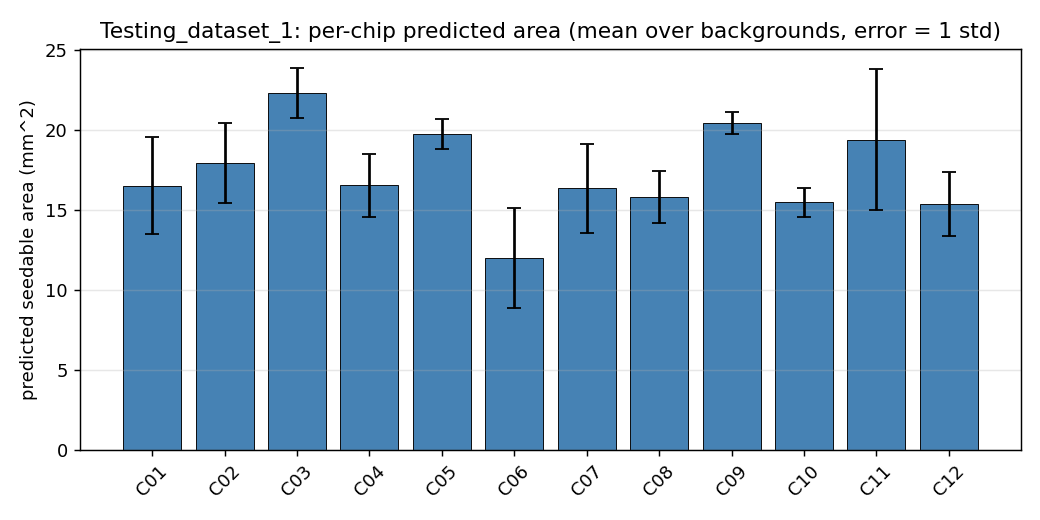 Testing_dataset_1: per-chip predicted area (mean over backgrounds, error = 1 std)
predicted seedable area (mm^2)
25
20
15
10
5
0
C01
C02
C03
C04
C05
C06
C07
C08
C09
C10
C11
C12